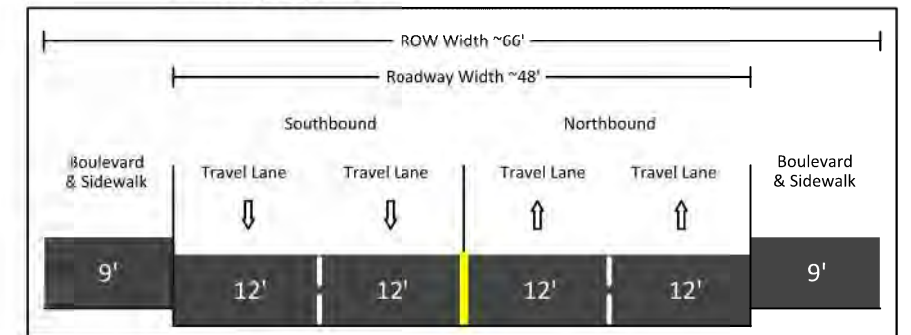 ROW Width ~66'
Roadway Width ~48'
Southbound
Northbound
Boulevard
& Sidewalk
Travel Lane
Travel Lane
Travel Lane
Travel Lane
Boulevard
& Sidewalk
9'
12'
12'
12'
12'
9'